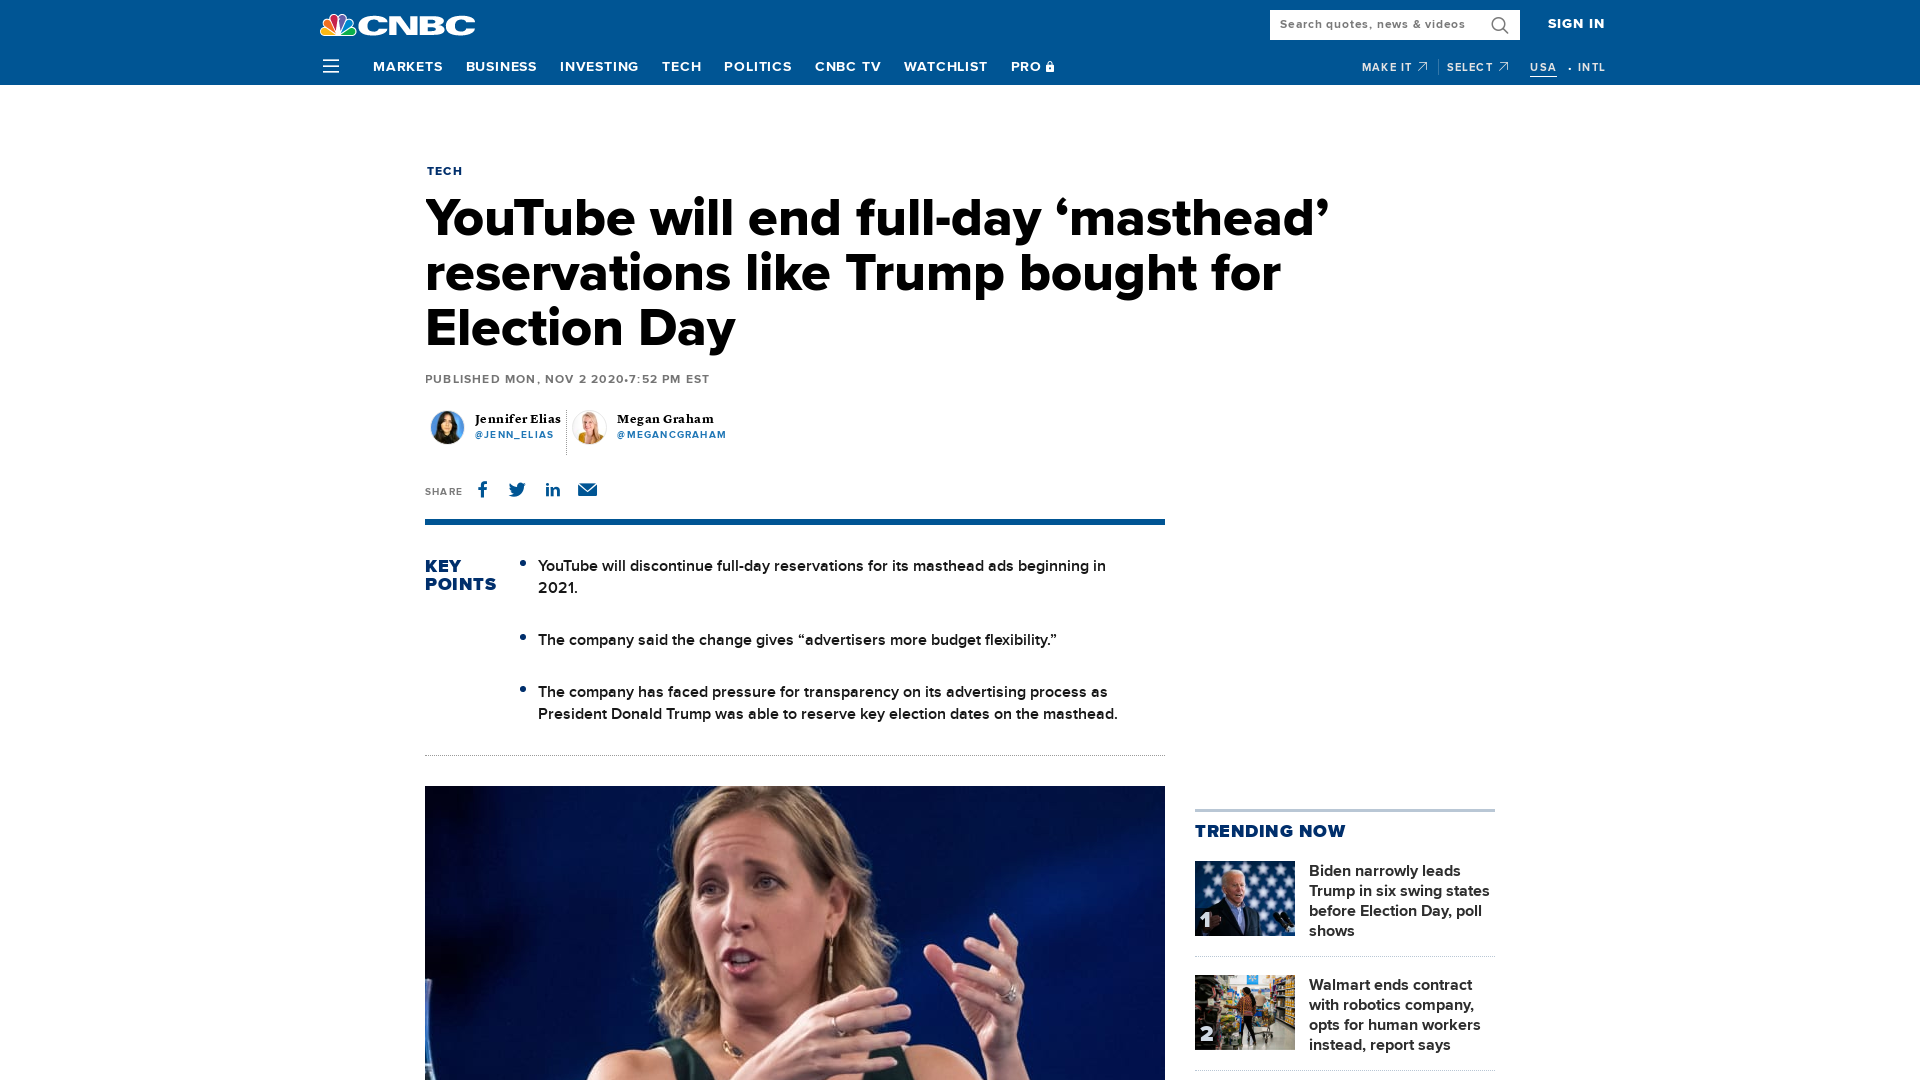 CNBC
Search quotes, news & videos
SIGN IN
MARKETS
BUSINESS
INVESTING
TECH
POLITICS
CNBC TV
WATCHLIST
PRO
MAKE IT
SELECT
USA
• INTL
TECH
YouTube will end full-day ‘masthead’
reservations like Trump bought for
Election Day
PUBLISHED MON, NOV 2 2020•7:52 PM EST
Jennifer Elias
@JENN_ELIAS
Megan Graham
@MEGANCGRAHAM
SHARE
KEY
POINTS
• YouTube will discontinue full-day reservations for its masthead ads beginning in
2021.
• The company said the change gives “advertisers more budget flexibility.”
• The company has faced pressure for transparency on its advertising process as
President Donald Trump was able to reserve key election dates on the masthead.
TRENDING NOW
1
Biden narrowly leads
Trump in six swing states
before Election Day, poll
shows
2
Walmart ends contract
with robotics company,
opts for human workers
instead, report says